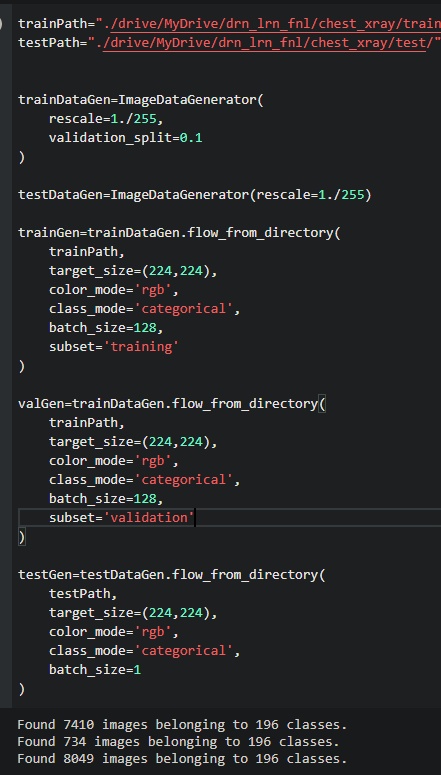 trainPath="./drive/MyDrive/drn_lrn_fnl/chest_xray/train
testPath="./drive/MyDrive/drn_lrn_fnl/chest_xray/test/"
trainDataGen=ImageDataGenerator(
    rescale=1./255,
    validation_split=0.1
)
testDataGen=ImageDataGenerator(rescale=1./255)
trainGen=trainDataGen.flow_from_directory(
    trainPath,
    target_size=(224,224),
    color_mode='rgb',
    class_mode='categorical',
    batch_size=128,
    subset='training'
)
valGen=trainDataGen.flow_from_directory(
    trainPath,
    target_size=(224,224),
    color_mode='rgb',
    class_mode='categorical',
    batch_size=128,
    subset='validation'
)
testGen=testDataGen.flow_from_directory(
    testPath,
    target_size=(224,224),
    color_mode='rgb',
    class_mode='categorical',
    batch_size=1
)
Found 7410 images belonging to 196 classes.
Found 734 images belonging to 196 classes.
Found 8049 images belonging to 196 classes.